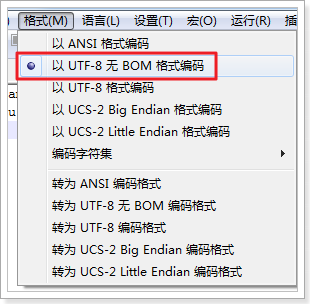 格式(M) 语言(L) 设置(T) 宏(O) 运行(R) 插
以 ANSI 格式编码
以 UTF-8 无 BOM 格式编码
以 UTF-8 格式编码
以 UCS-2 Big Endian 格式编码
以 UCS-2 Little Endian 格式编码
编码字符集
转为 ANSI 编码格式
转为 UTF-8 无 BOM 编码格式
转为 UTF-8 编码格式
转为 UCS-2 Big Endian 编码格式
转为 UCS-2 Little Endian 编码格式